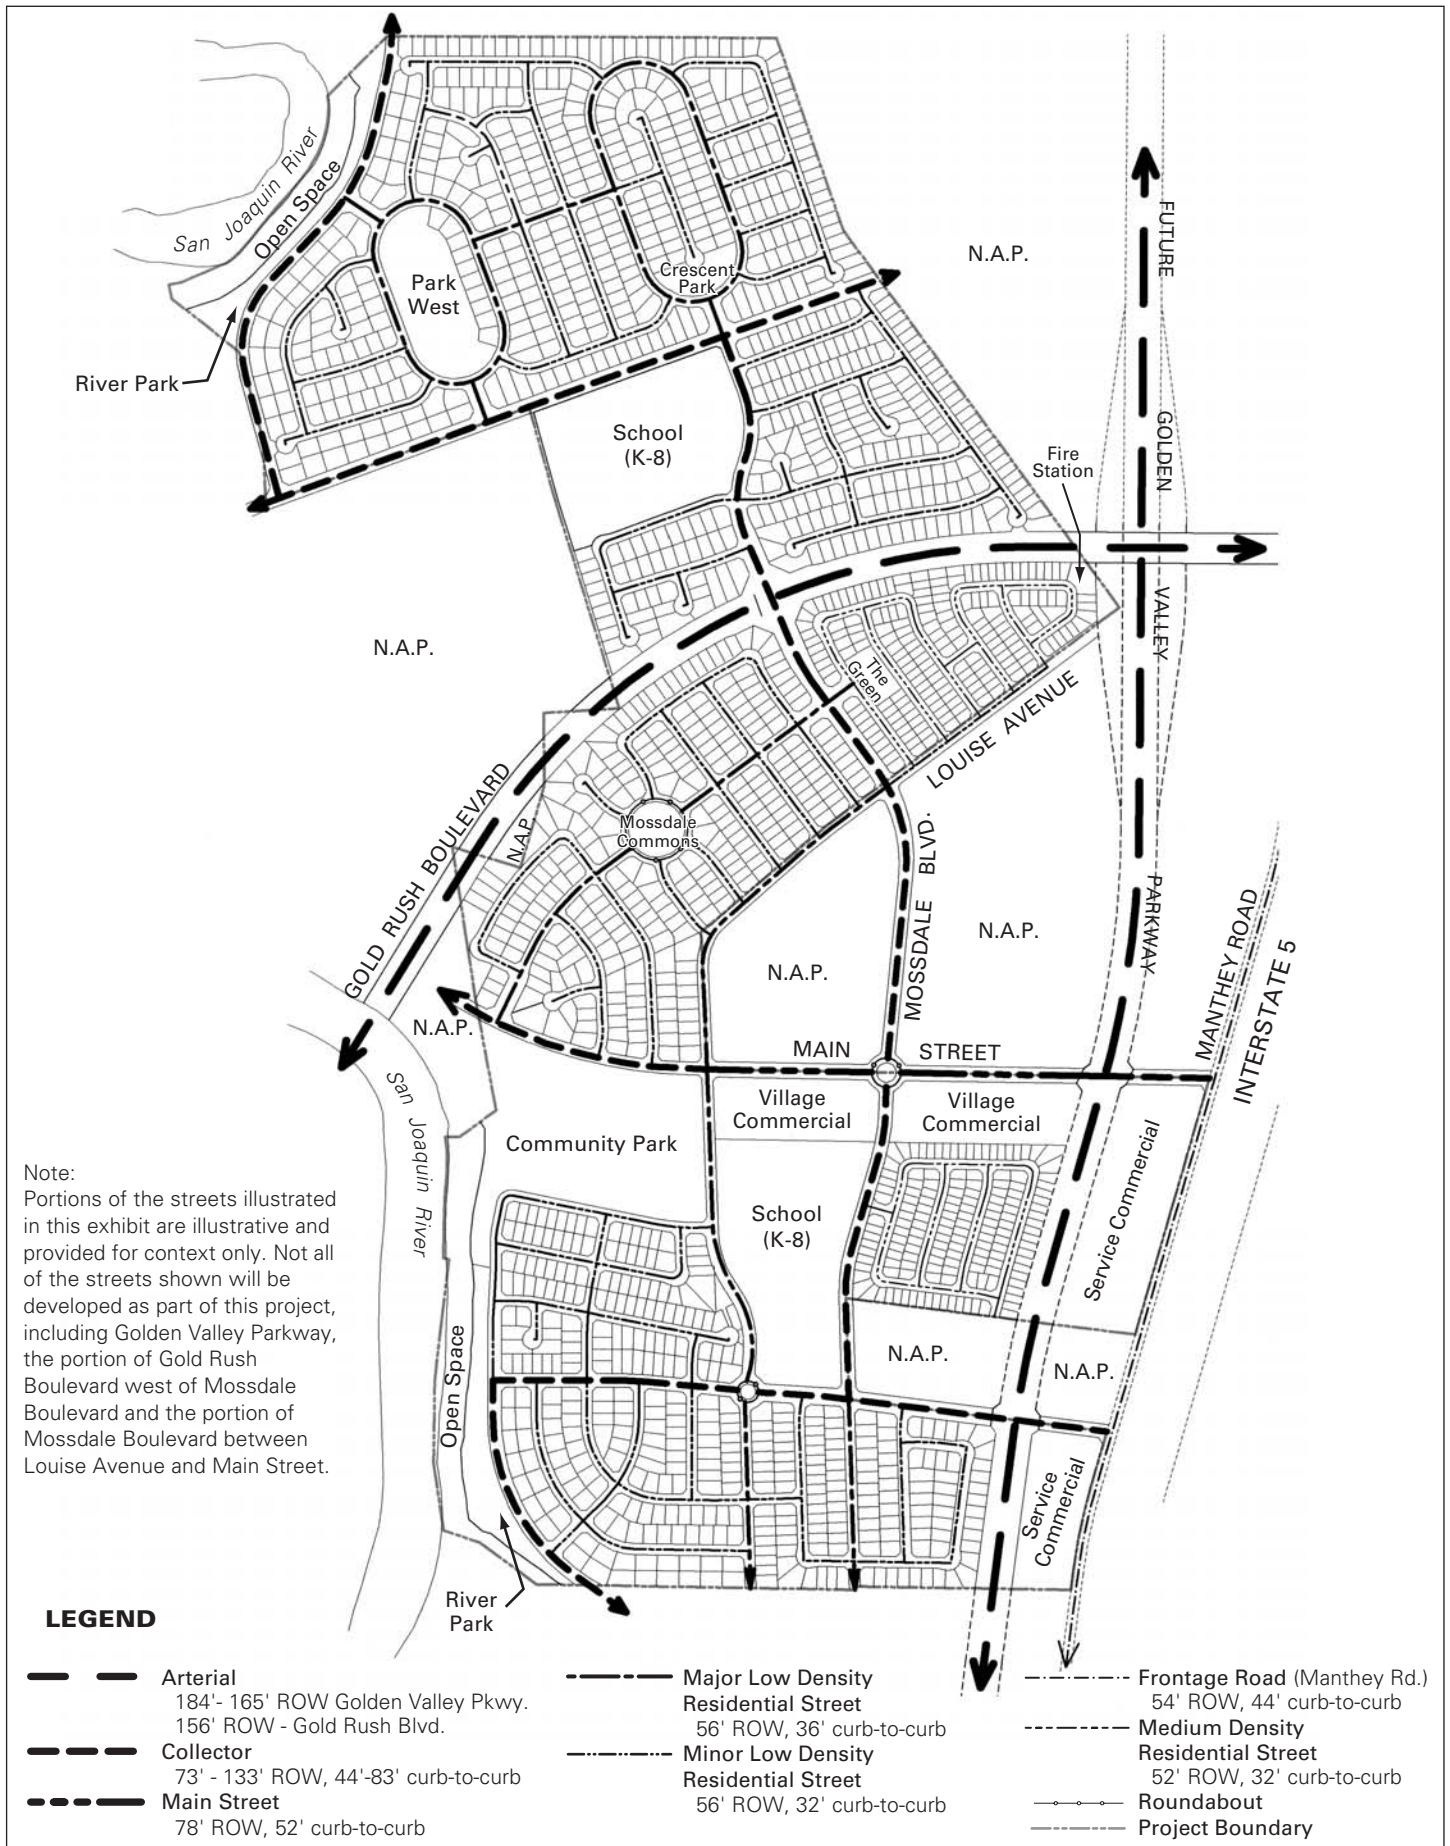 San Joaquin River
Open Space
River Park
Park
West
Crescent
Park
N.A.P.
School
(K-8)
Fire
Station
FUTURE
GOLDEN
VALLEY
PARKWAY
N.A.P.
The
Green
LOUISE AVENUE
GOLD RUSH BOULEVARD
N.A.P.
Mossdale
Commons
MOSSDALE BLVD.
N.A.P.
N.A.P.
MANTHEY ROAD
INTERSTATE 5
N.A.P.
MAIN STREET
San Joaquin River
Village
Commercial
Village
Commercial
Community Park
Service Commercial
School
(K-8)
Note:
Portions of the streets illustrated
in this exhibit are illustrative and
provided for context only. Not all
of the streets shown will be
developed as part of this project,
including Golden Valley Parkway,
the portion of Gold Rush
Boulevard west of Mossdale
Boulevard and the portion of
Mossdale Boulevard between
Louise Avenue and Main Street.
Open Space
N.A.P.
N.A.P.
Service
Commercial
River
Park
LEGEND
Arterial
184'- 165' ROW Golden Valley Pkwy.
156' ROW - Gold Rush Blvd.
Collector
73' - 133' ROW, 44'-83' curb-to-curb
Main Street
78' ROW, 52' curb-to-curb
Major Low Density
Residential Street
56' ROW, 36' curb-to-curb
Minor Low Density
Residential Street
56' ROW, 32' curb-to-curb
Frontage Road (Manthey Rd.)
54' ROW, 44' curb-to-curb
Medium Density
Residential Street
52' ROW, 32' curb-to-curb
Roundabout
Project Boundary